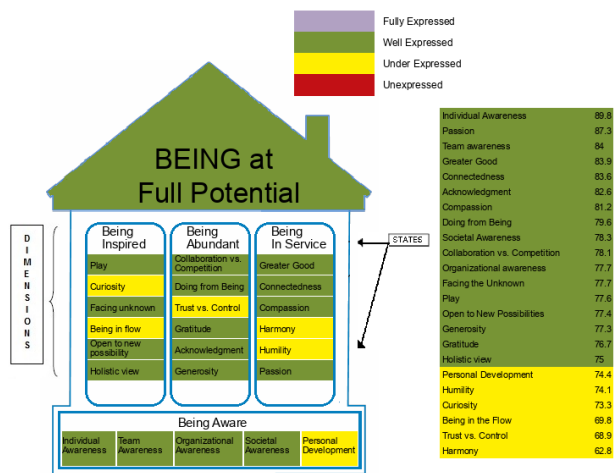 Fully Expressed
Well Expressed
Under Expressed
Unexpressed
BEING at
Full Potential
DIMENSIONS
Being
Inspired
Play
Curiosity
Facing unknown
Being in flow
Open to new
possibility
Holistic view
Being
Abundant
Collaboration vs.
Competition
Doing from Being
Trust vs. Control
Gratitude
Acknowledgment
Generosity
Being
In Service
Greater Good
Connectedness
Compassion
Harmony
Humility
Passion
STATES
Being Aware
Individual
Awareness
Team
Awareness
Organizational
Awareness
Societal
Awareness
Personal
Development
Individual Awareness 89.8
Passion 87.3
Team awareness 84
Greater Good 83.9
Connectedness 83.6
Acknowledgment 82.6
Compassion 81.2
Doing from Being 79.6
Societal Awareness 78.3
Collaboration vs. Competition 78.1
Organizational awareness 77.7
Facing the Unknown 77.7
Play 77.6
Open to New Possibilities 77.4
Generosity 77.3
Gratitude 76.7
Holistic view 75
Personal Development 74.4
Humility 74.1
Curiosity 73.3
Being in the Flow 69.8
Trust vs. Control 68.9
Harmony 62.8